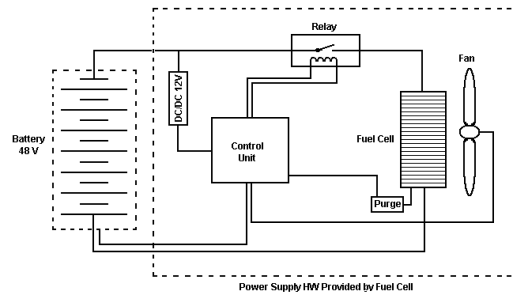 Relay
Fan
DC/DC 12V
Battery
48 V
Control
Unit
Fuel Cell
Purge
Power Supply HW Provided by Fuel Cell